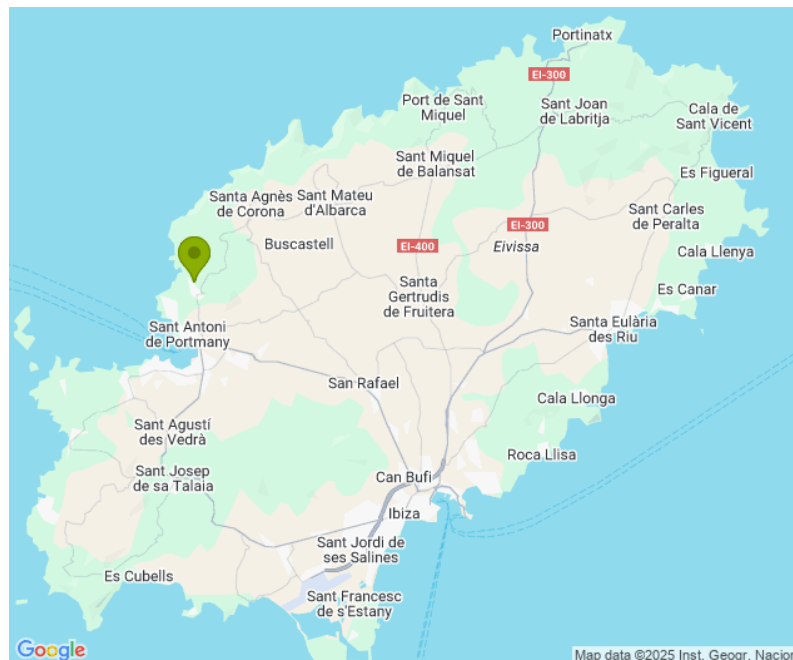 Portinatx
EI-300
Port de Sant
Miquel
Sant Joan
de Labritja
Cala de
Sant Vicent
Sant Miquel
de Balansat
Es Figueral
Santa Agnès
de Corona
Sant Mateu
d'Albarca
Sant Carles
de Peralta
EI-300
Buscastell
EI-400
Eivissa
Cala Llenya
Santa
Gertrudis
de Fruitera
Es Canar
Sant Antoni
de Portmany
Santa Eulària
des Riu
San Rafael
Cala Llonga
Sant Agustí
des Vedrà
Roca Llisa
Sant Josep
de sa Talaia
Can Bufi
Ibiza
Sant Jordi de
ses Salines
Es Cubells
Sant Francesc
de s'Estany
Google
Map data ©2025 Inst. Geogr. Nacior